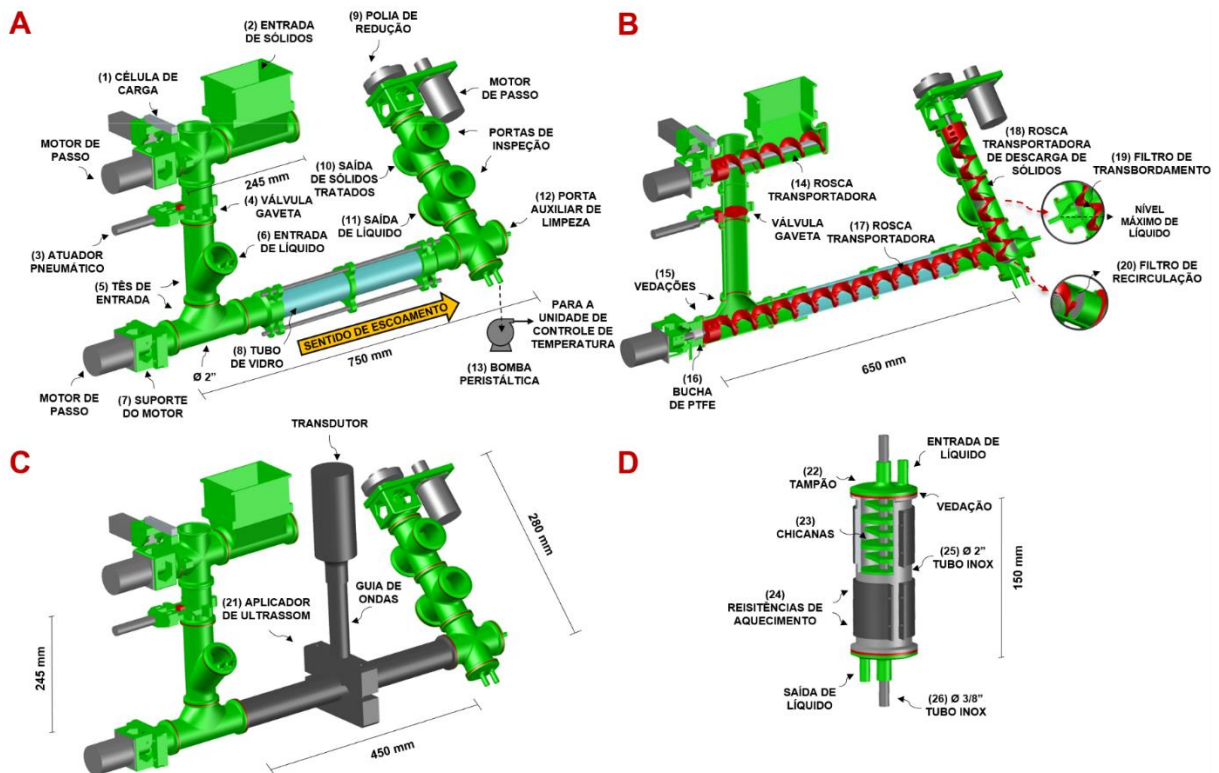 A
(2) ENTRADA
DE SÓLIDOS
(9) POLIA DE
REDUÇÃO
(1) CÉLULA DE
CARGA
MOTOR
DE PASSO
MOTOR DE
PASSO
PORTAS DE
INSPEÇÃO
245 mm
(10) SAÍDA
DE SÓLIDOS
TRATADOS
(4) VÁLVULA
GAVETA
(11) SAÍDA
DE LÍQUIDO
(12) PORTA
AUXILIAR DE
LIMPEZA
(6) ENTRADA
DE LÍQUIDO
(3) ATUADOR
PNEUMÁTICO
(5) TÊS DE
ENTRADA
SENTIDO DE ESCOAMENTO
PARA A
UNIDADE DE
CONTROLE DE
TEMPERATURA
(8) TUBO
DE VIDRO
750 mm
(13) BOMBA
PERISTÁLTICA
Ø 2”
MOTOR DE
PASSO
(7) SUPORTE
DO MOTOR
B
(18) ROSCA
TRANSPORTADORA
DE DESCARGA DE
SÓLIDOS
(19) FILTRO DE
TRANSBORDAMENTO
(14) ROSCA
TRANSPORTADORA
NÍVEL
MÁXIMO DE
LÍQUIDO
VÁLVULA
GAVETA
(17) ROSCA
TRANSPORTADORA
(20) FILTRO DE
RECIRCULAÇÃO
(15)
VEDAÇÕES
650 mm
(16)
BUCHA
DE PTFE
C
TRANSDUTOR
280 mm
GUIA DE
ONDAS
(21) APLICADOR
DE ULTRASSOM
245 mm
450 mm
D
ENTRADA DE
LÍQUIDO
(22)
TAMPÃO
VEDAÇÃO
(23)
CHICANAS
(25) Ø 2”
TUBO INOX
150 mm
(24)
REISITÊNCIAS DE
AQUECIMENTO
SAÍDA DE
LÍQUIDO
(26) Ø 3/8”
TUBO INOX